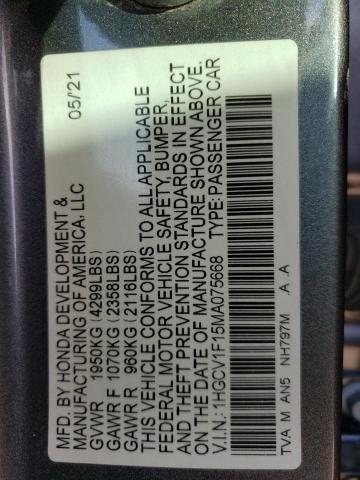 MFD. BY HONDA DEVELOPMENT & 05/21
MANUFACTURING OF AMERICA, LLC
GVWR 1950KG (4299LBS)
GAWR F 1070KG (2358LBS)
GAWR R 960KG (2116LBS)
THIS VEHICLE CONFORMS TO ALL APPLICABLE
FEDERAL MOTOR VEHICLE SAFETY, BUMPER,
AND THEFT PREVENTION STANDARDS IN EFFECT
ON THE DATE OF MANUFACTURE SHOWN ABOVE.
V.I.N.: 1HGCV1F15MA075668 TYPE: PASSENGER CAR
TVA M AN5 NH797M .A .A